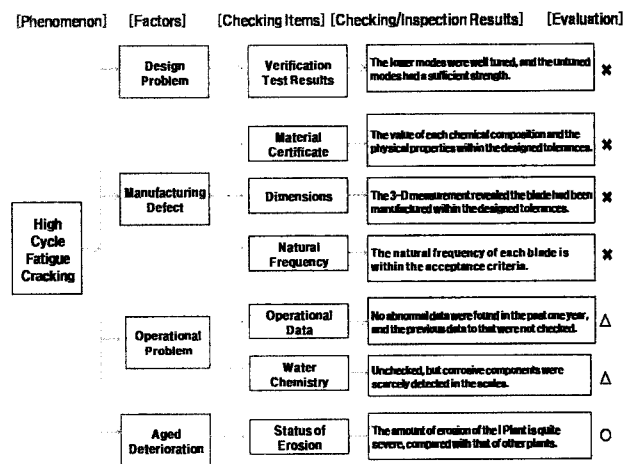 [Phenomenon] [Factors] [Checking Items] [Checking/Inspection Results] [Evaluation]
Design
Problem
Verification
Test Results
The lower modes were well tuned, and the untuned
modes had a sufficient strength.
×
Material
Certificate
The value of each chemical composition and the
physical properties within the designed tolerances.
×
High
Cycle
Fatigue
Cracking
Manufacturing
Defect
Dimensions
The 3-D measurement revealed the blade had been
manufactured within the designed tolerances.
×
Natural
Frequency
The natural frequency of each blade is
within the acceptance criteria.
×
Operational
Problem
Operational
Data
No abnormal data were found in the past one year,
and the previous data to that were not checked.
Δ
Water
Chemistry
Unchecked, but corrosive components were
scarcely detected in the scales.
Δ
Aged
Deterioration
Status of
Erosion
The amount of erosion of the I Plant is quite
severe, compared with that of other plants.
O